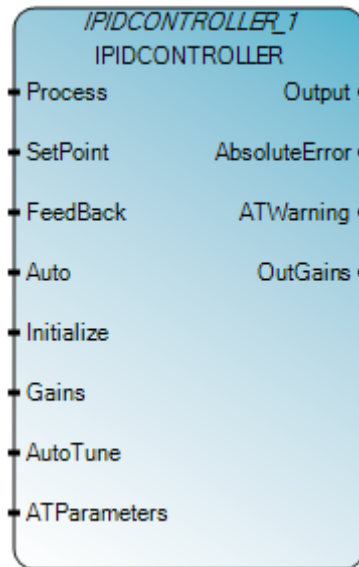 IPIDCONTROLLER_1
IPIDCONTROLLER
Process Output
SetPoint AbsoluteError
FeedBack ATWarning
Auto OutGains
Initialize
Gains
AutoTune
ATParameters